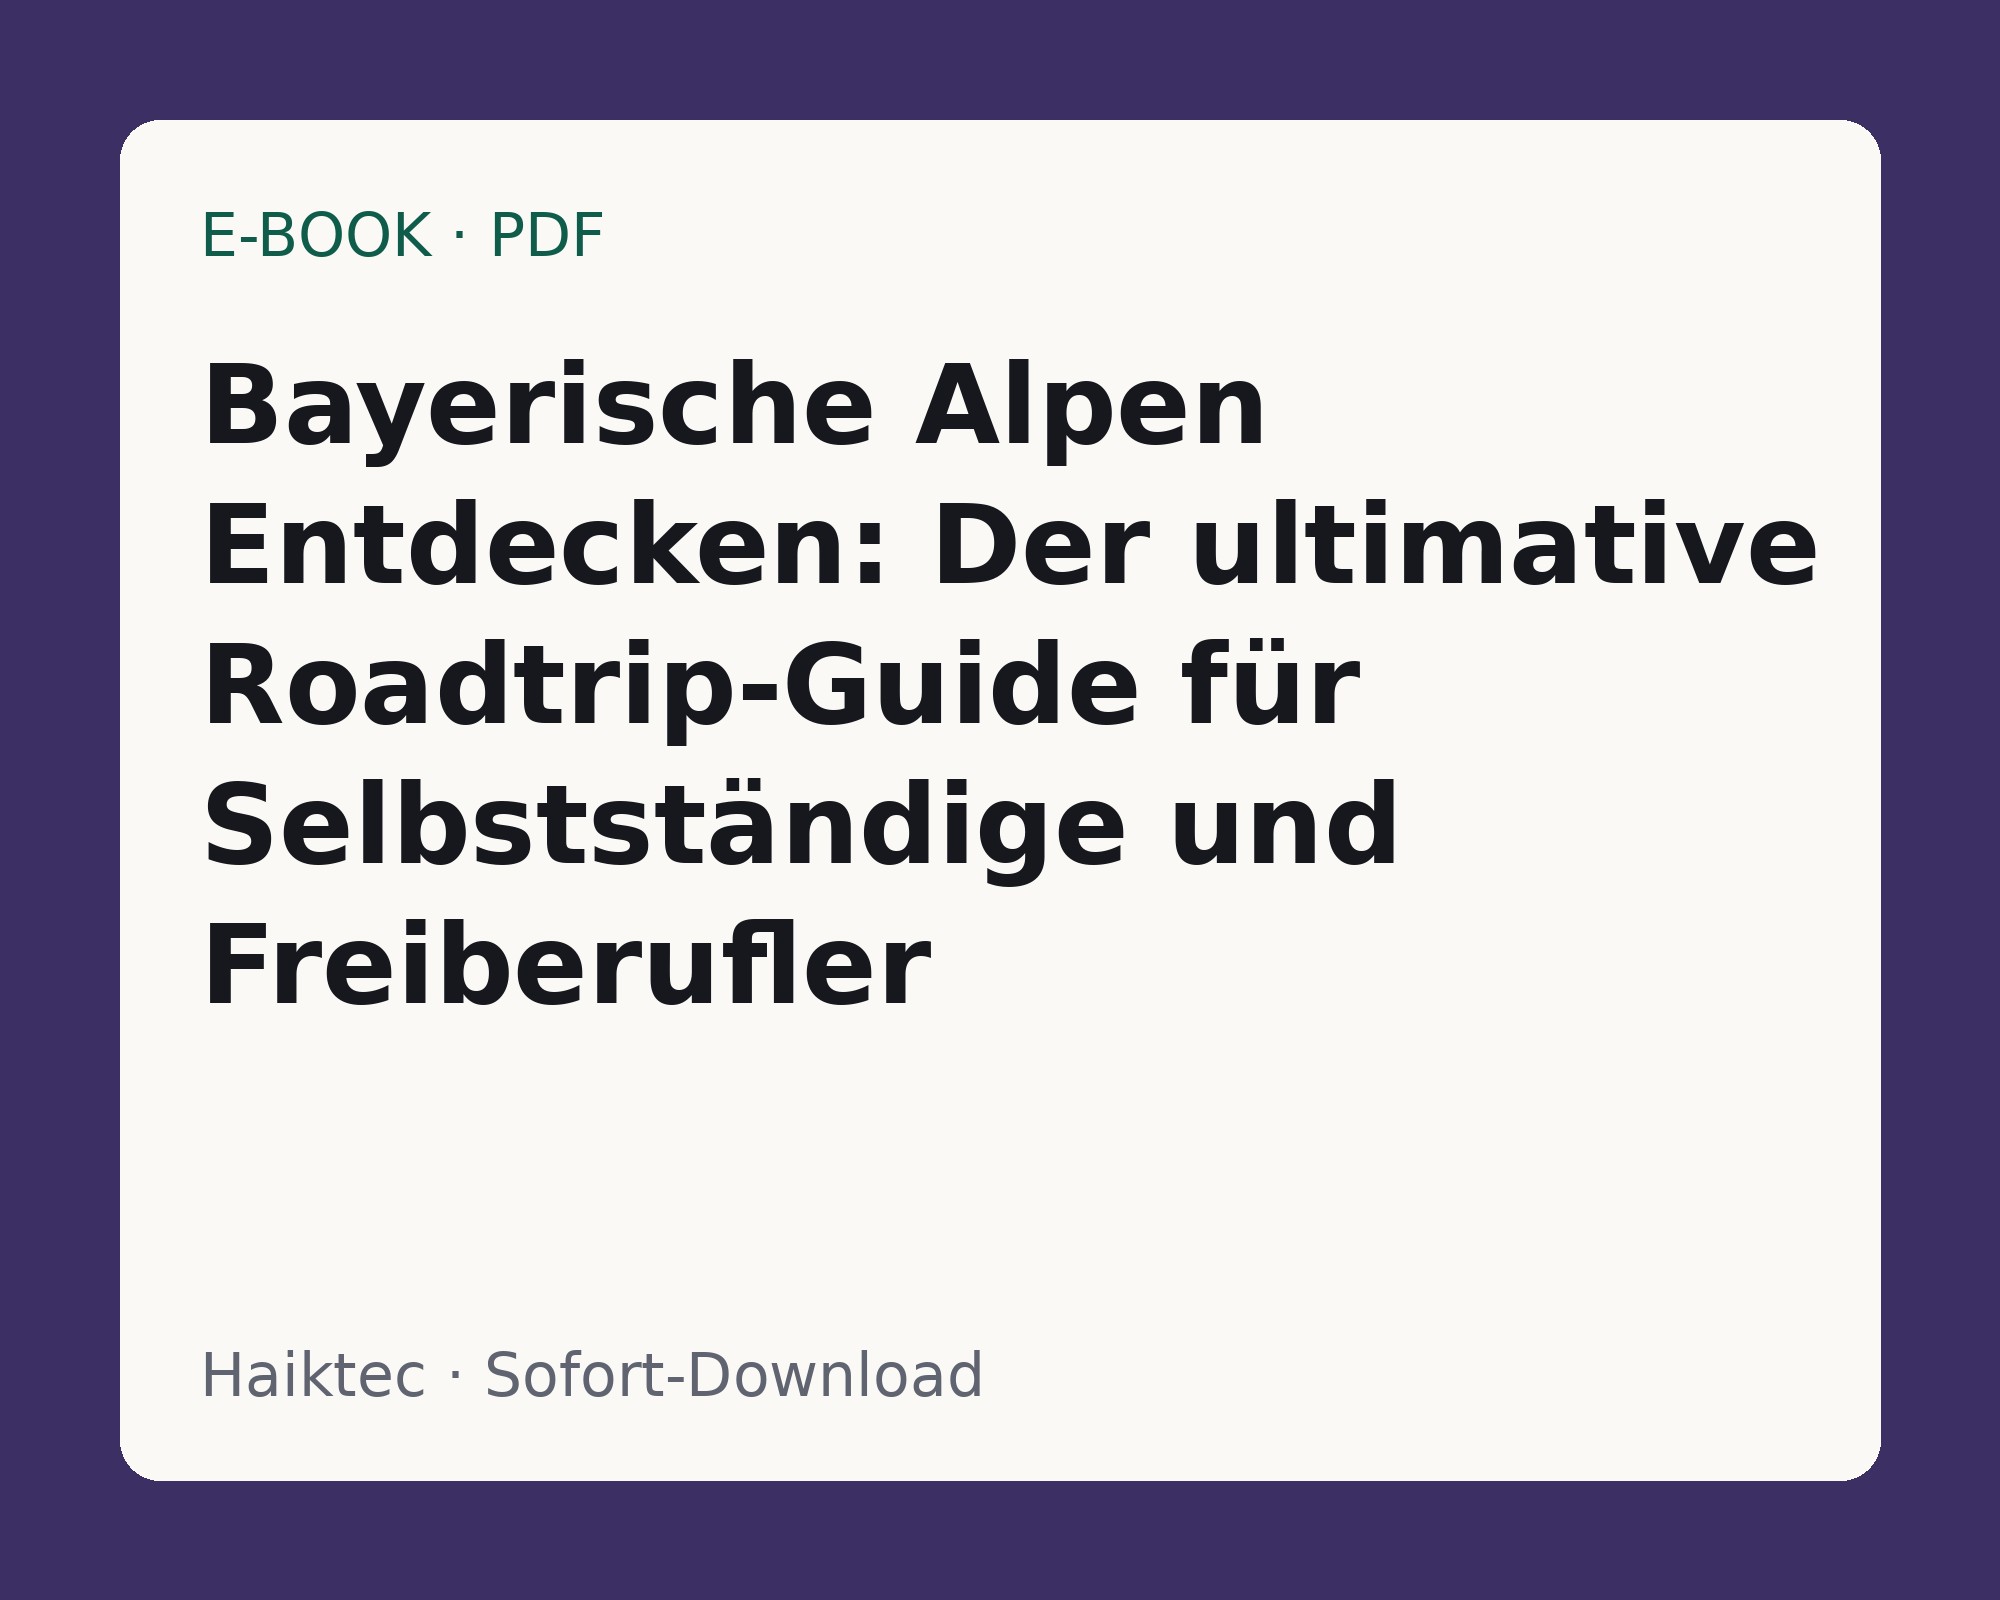 E-BOOK · PDF
Bayerische Alpen
Entdecken: Der ultimative
Roadtrip-Guide für
Selbstständige und
Freiberufler
Haiktec · Sofort-Download